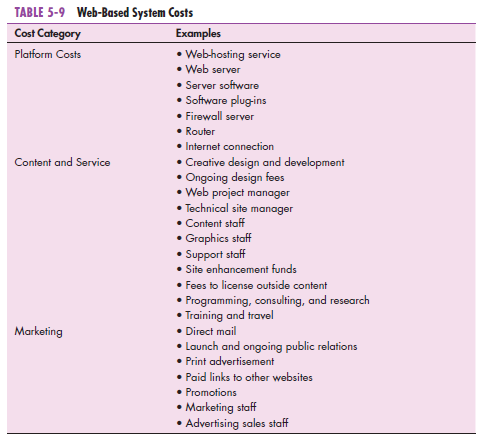 TABLE 5-9 Web-Based System Costs
Cost Category Examples
Platform Costs • Web-hosting service
• Web server
• Server software
• Software plug-ins
• Firewall server
• Router
• Internet connection
Content and Service • Creative design and development
• Ongoing design fees
• Web project manager
• Technical site manager
• Content staff
• Graphics staff
• Support staff
• Site enhancement funds
• Fees to license outside content
• Programming, consulting, and research
• Training and travel
Marketing • Direct mail
• Launch and ongoing public relations
• Print advertisement
• Paid links to other websites
• Promotions
• Marketing staff
• Advertising sales staff